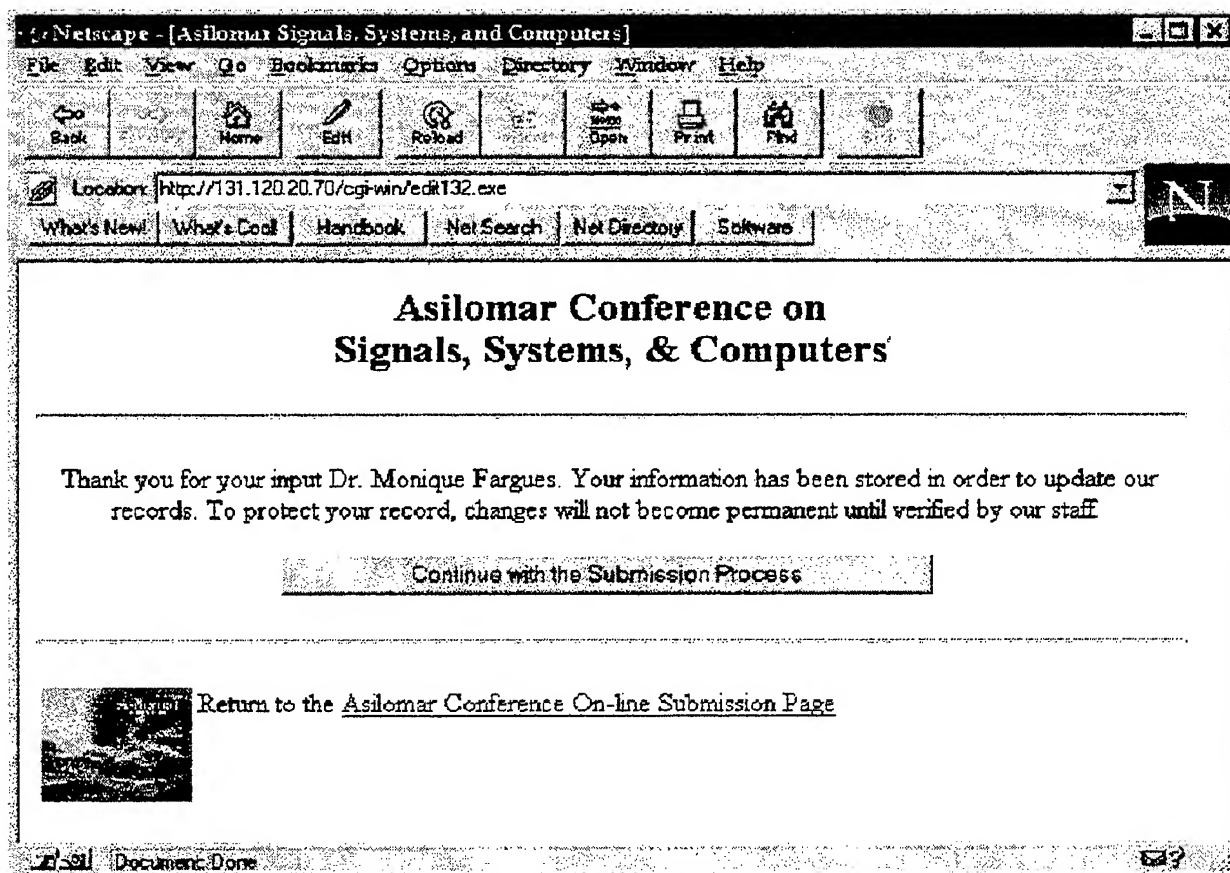 Netscape - [Asilomar Signals, Systems, and Computers]
File Edit View Go Bookmarks Options Directory Window Help
Back Home Edit Reload Open Print Find
Location: http://131.120.20.70/cgi-win/edit132.exe
N
What's New! What's Cool Handbook Net Search Net Directory Software
Asilomar Conference on
Signals, Systems, & Computers
Thank you for your input Dr. Monique Fargues. Your information has been stored in order to update our
records. To protect your record, changes will not become permanent until verified by our staff.
Continue with the Submission Process
Return to the Asilomar Conference On-line Submission Page
Document: Done